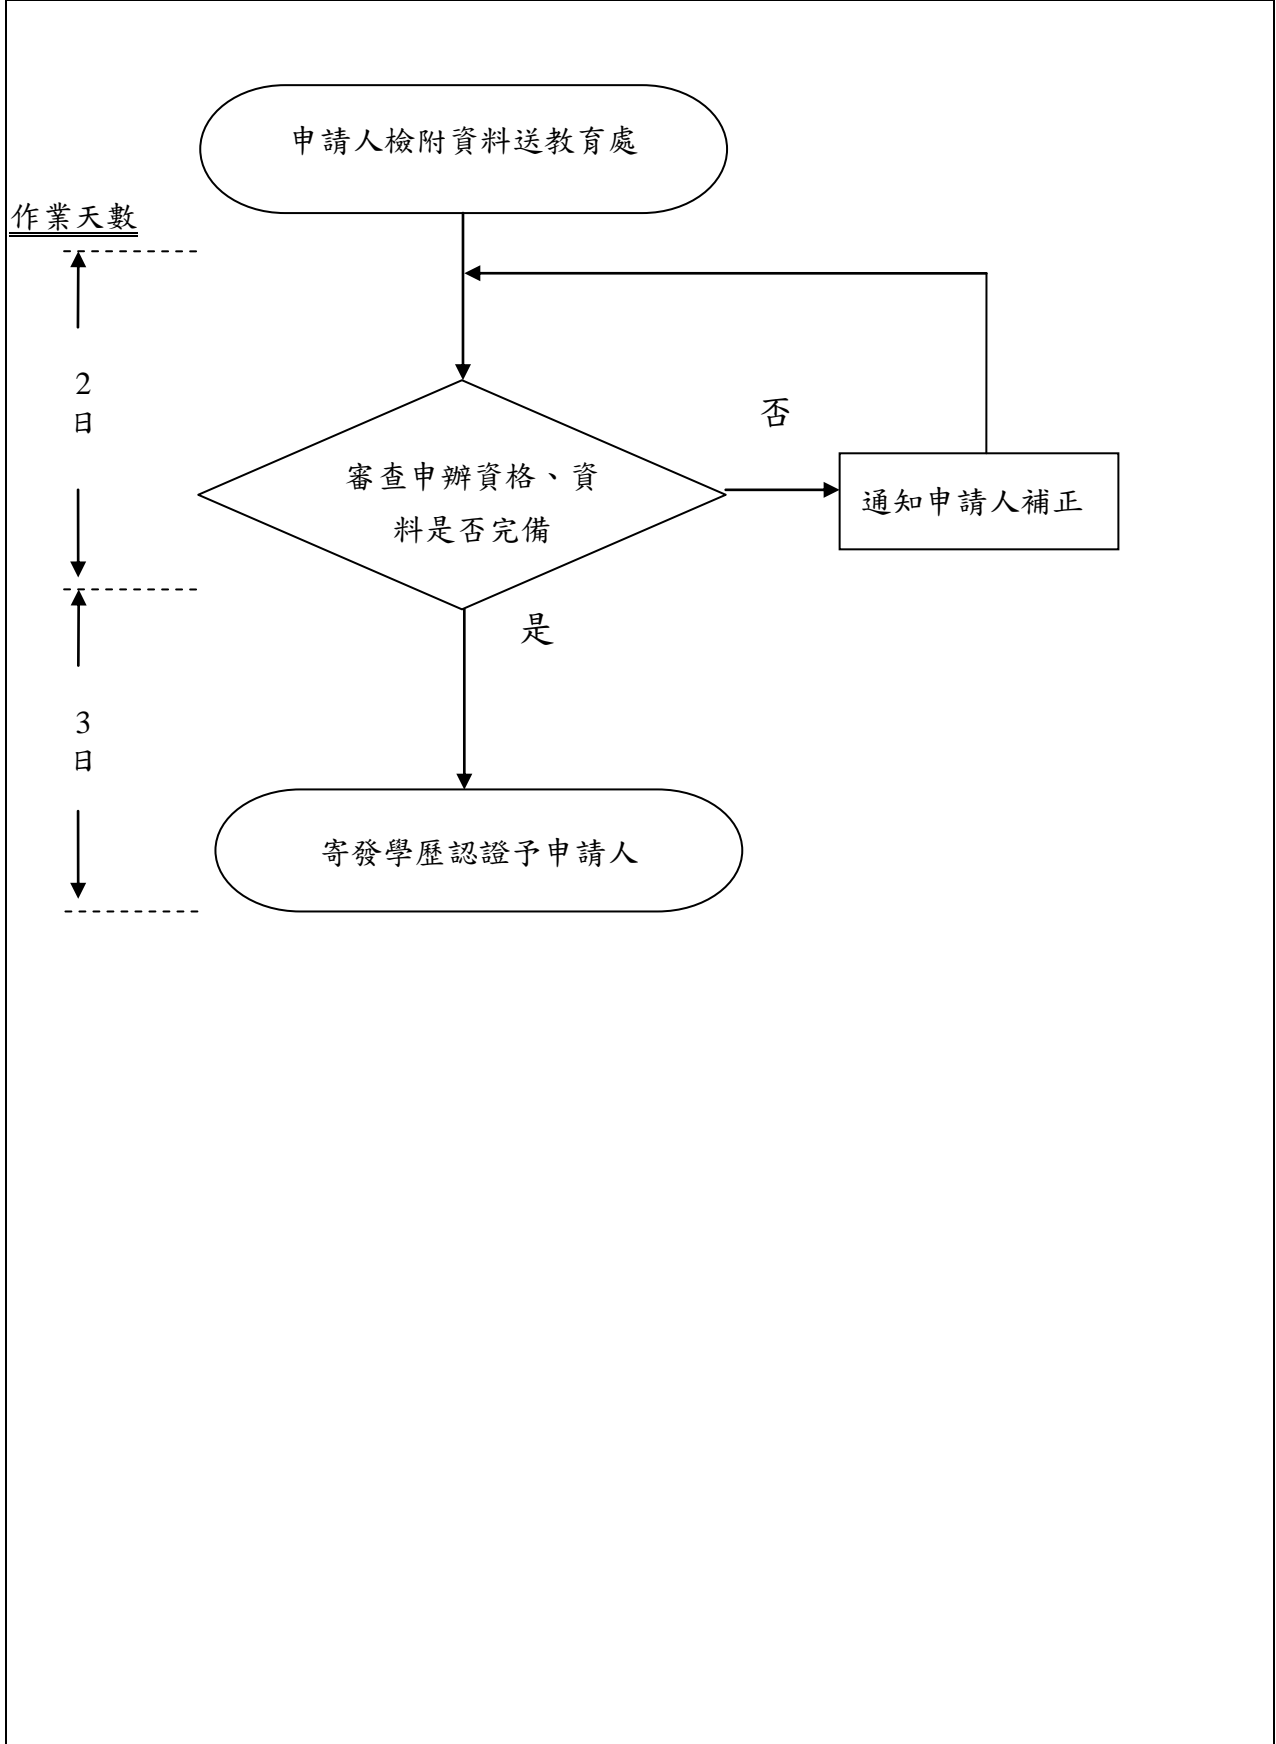 申請人檢附資料送教育處
作業天數
2
日
否
審查申辦資格、資
料是否完備
通知申請人補正
是
3
日
寄發學歷認證予申請人